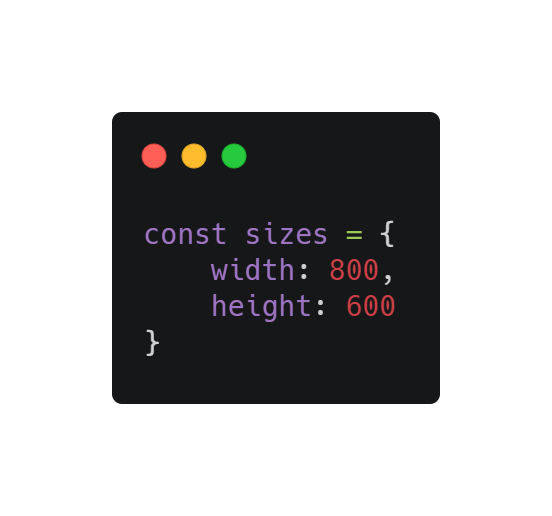 const sizes = {
    width: 800,
    height: 600
}